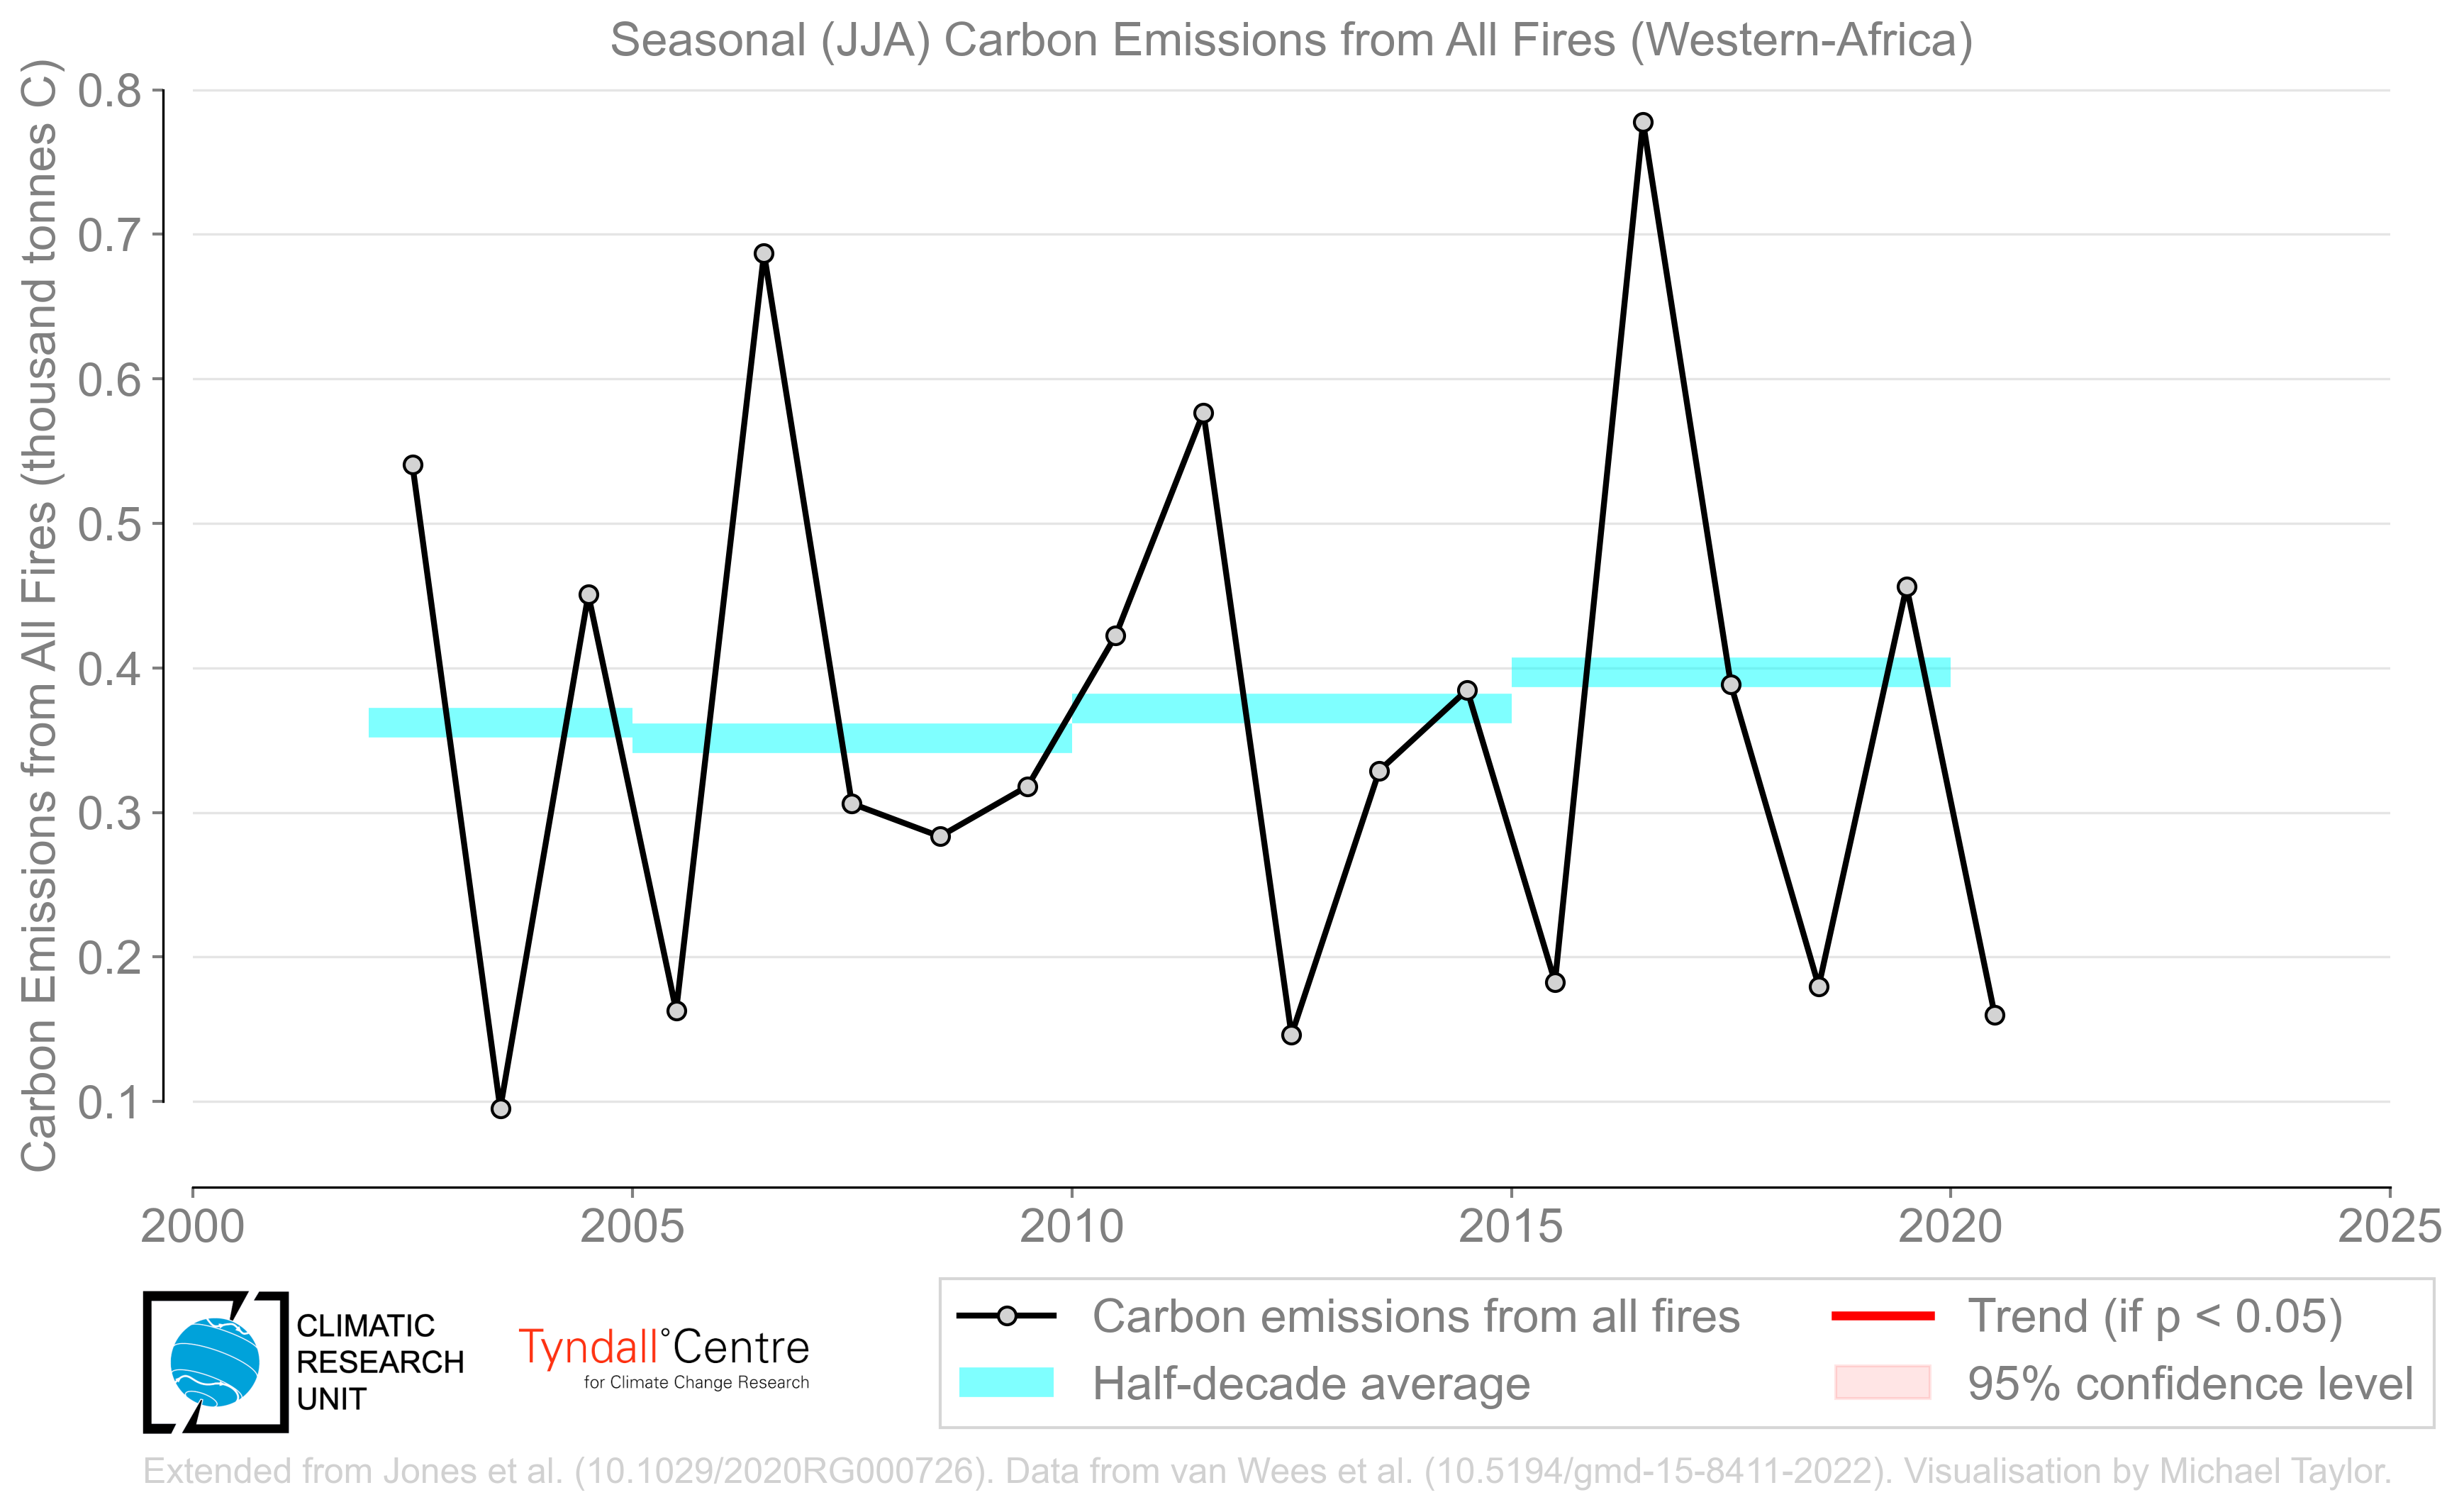 Seasonal (JJA) Carbon Emissions from All Fires (Western-Africa)
Carbon Emissions from All Fires (thousand tonnes C)
0.8
0.7
0.6
0.5
0.4
0.3
0.2
0.1
2000
2005
2010
2015
2020
2025
CLIMATIC
RESEARCH
UNIT
Tyndall°Centre
for Climate Change Research
Carbon emissions from all fires
Half-decade average
Trend (if p < 0.05)
95% confidence level
Extended from Jones et al. (10.1029/2020RG000726). Data from van Wees et al. (10.5194/gmd-15-8411-2022). Visualisation by Michael Taylor.